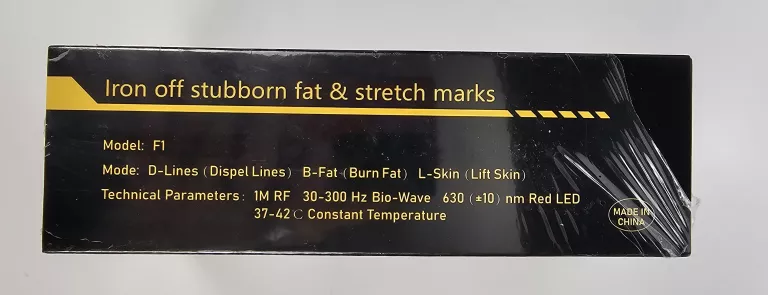 Iron off stubborn fat & stretch marks
Model: F1
Mode: D-Lines (Dispel Lines) B-Fat (Burn Fat) L-Skin (Lift Skin)
Technical Parameters: 1M RF 30-300 Hz Bio-Wave 630 (±10) nm Red LED
37-42℃ Constant Temperature
MADE IN
CHINA